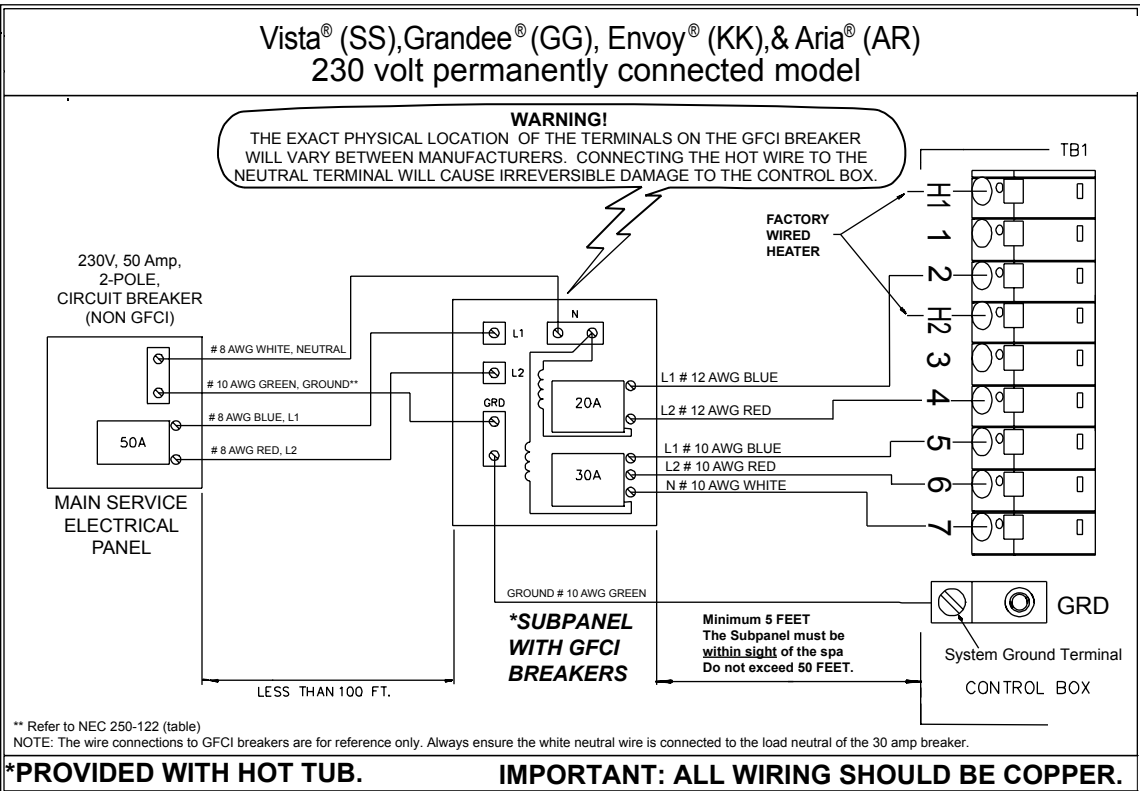 Vista® (SS),Grandee® (GG), Envoy® (KK),& Aria® (AR)
230 volt permanently connected model
WARNING!
THE EXACT PHYSICAL LOCATION OF THE TERMINALS ON THE GFCI BREAKER
WILL VARY BETWEEN MANUFACTURERS. CONNECTING THE HOT WIRE TO THE
NEUTRAL TERMINAL WILL CAUSE IRREVERSIBLE DAMAGE TO THE CONTROL BOX.
TB1
FACTORY
WIRED
HEATER
H1
1
2
H2
3
4
5
6
7
230V, 50 Amp,
2-POLE,
CIRCUIT BREAKER
(NON GFCI)
# 8 AWG WHITE, NEUTRAL
# 10 AWG GREEN, GROUND**
# 8 AWG BLUE, L1
# 8 AWG RED, L2
50A
MAIN SERVICE
ELECTRICAL
PANEL
N
L1
L2
GRD
20A
30A
L1 # 12 AWG BLUE
L2 # 12 AWG RED
L1 # 10 AWG BLUE
L2 # 10 AWG RED
N # 10 AWG WHITE
GROUND # 10 AWG GREEN
*SUBPANEL
WITH GFCI
BREAKERS
Minimum 5 FEET
The Subpanel must be
within sight of the spa
Do not exceed 50 FEET.
GRD
System Ground Terminal
CONTROL BOX
LESS THAN 100 FT.
** Refer to NEC 250-122 (table)
NOTE: The wire connections to GFCI breakers are for reference only. Always ensure the white neutral wire is connected to the load neutral of the 30 amp breaker.
*PROVIDED WITH HOT TUB.
IMPORTANT: ALL WIRING SHOULD BE COPPER.